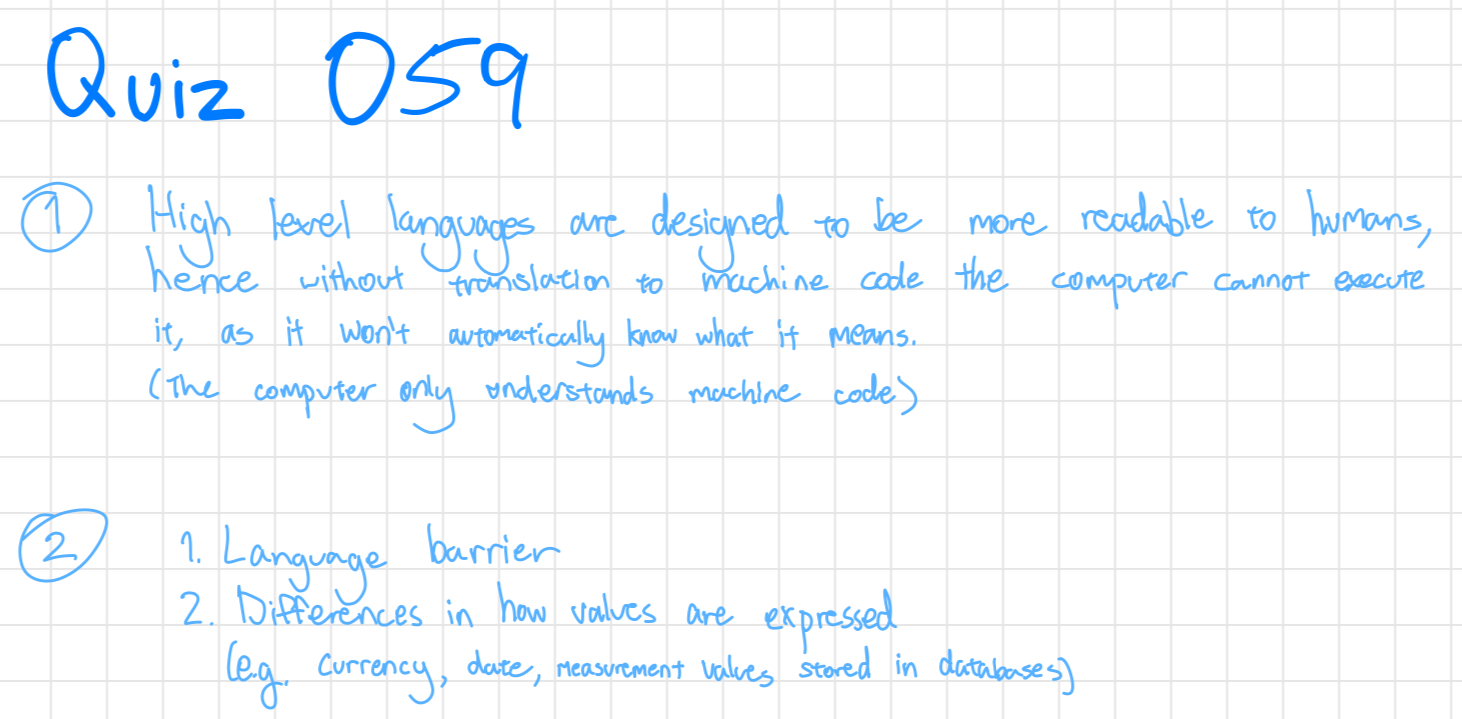 Quiz 059
1 High level languages are designed to be more readable to humans,
hence without translation to machine code the computer cannot execute
it, as it won't automatically know what it means.
(The computer only understands machine code)
2 1. Language barrier
2. Differences in how values are expressed
(e.g. currency, date, measurement values stored in databases)